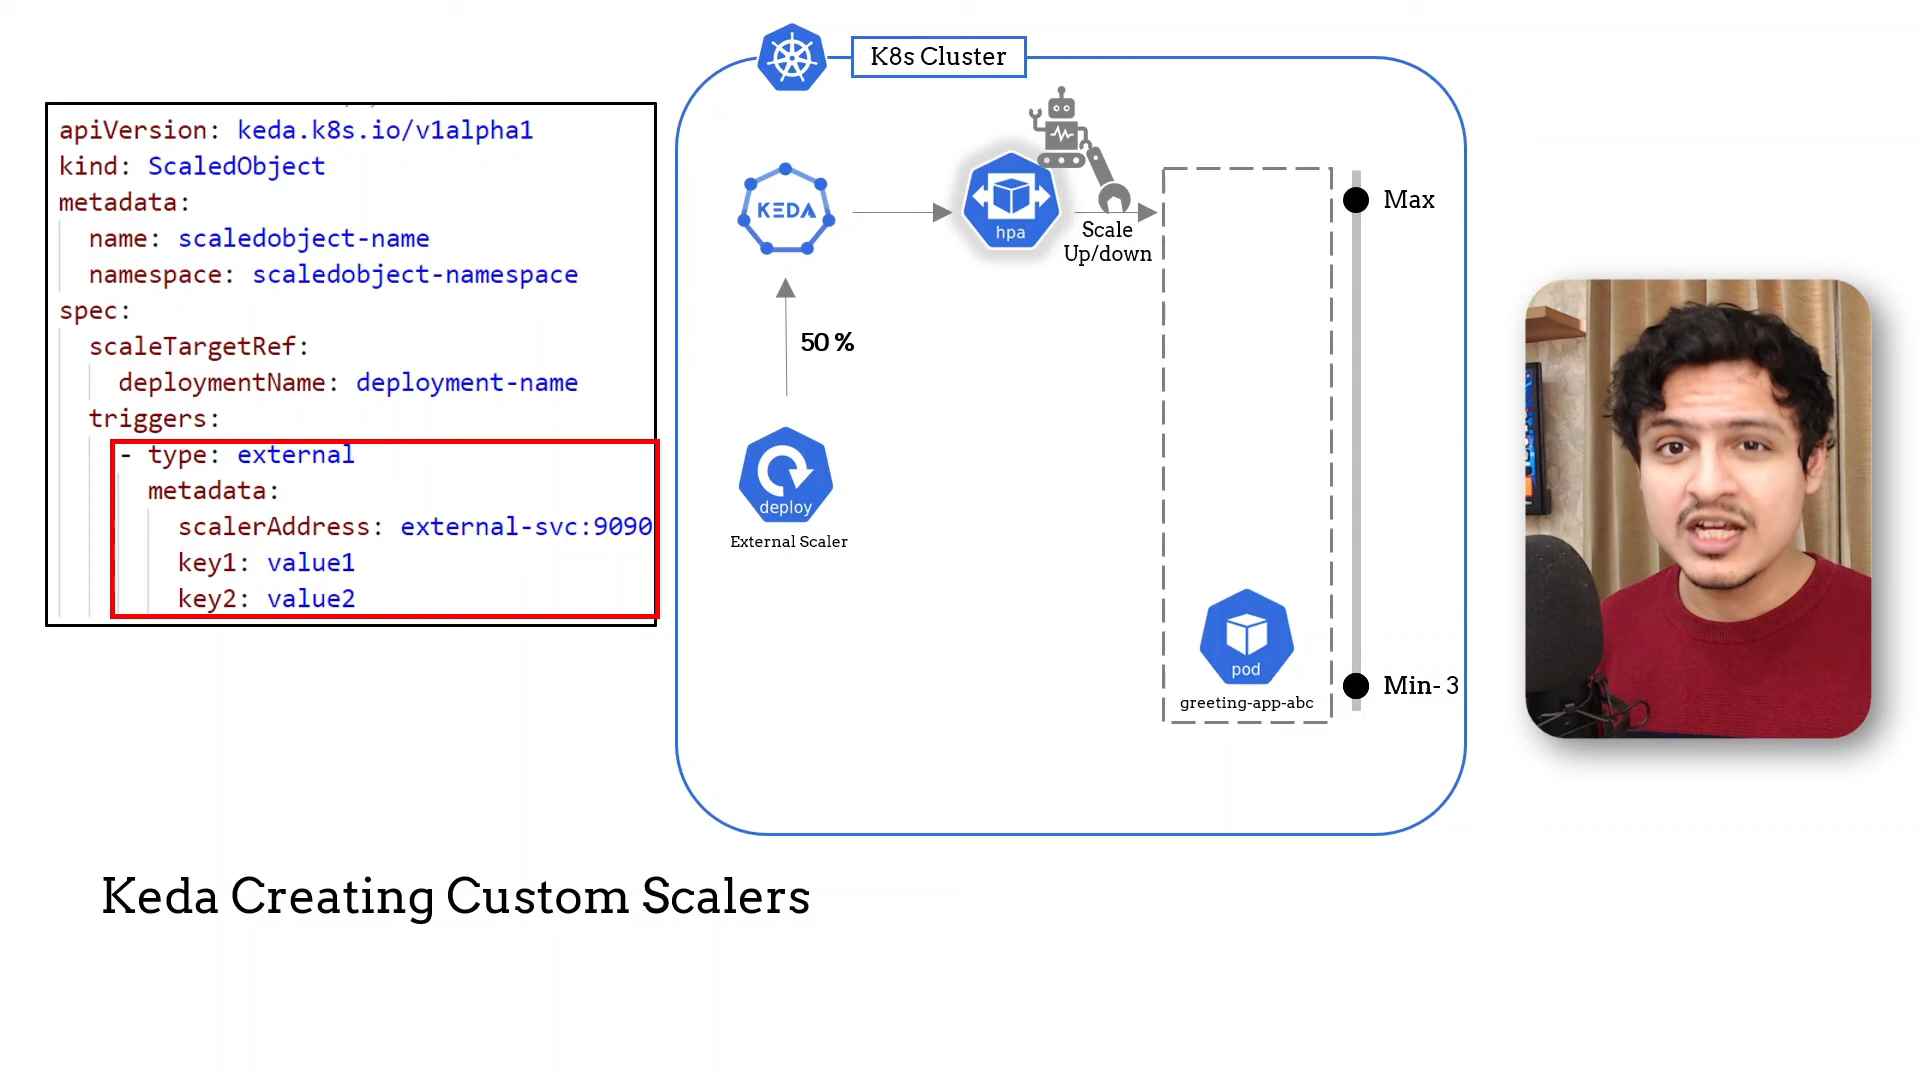 K8s Cluster
apiVersion: keda.k8s.io/v1alpha1
kind: ScaledObject
metadata:
name: scaledobject-name
namespace: scaledobject-namespace
spec:
scaleTargetRef:
deploymentName: deployment-name
triggers:
- type: external
metadata:
scalerAddress: external-svc:9090
key1: value1
key2: value2
KEDA
hpa
Scale
Up/down
50 %
deploy
External Scaler
pod
greeting-app-abc
Max
Min- 3
Keda Creating Custom Scalers